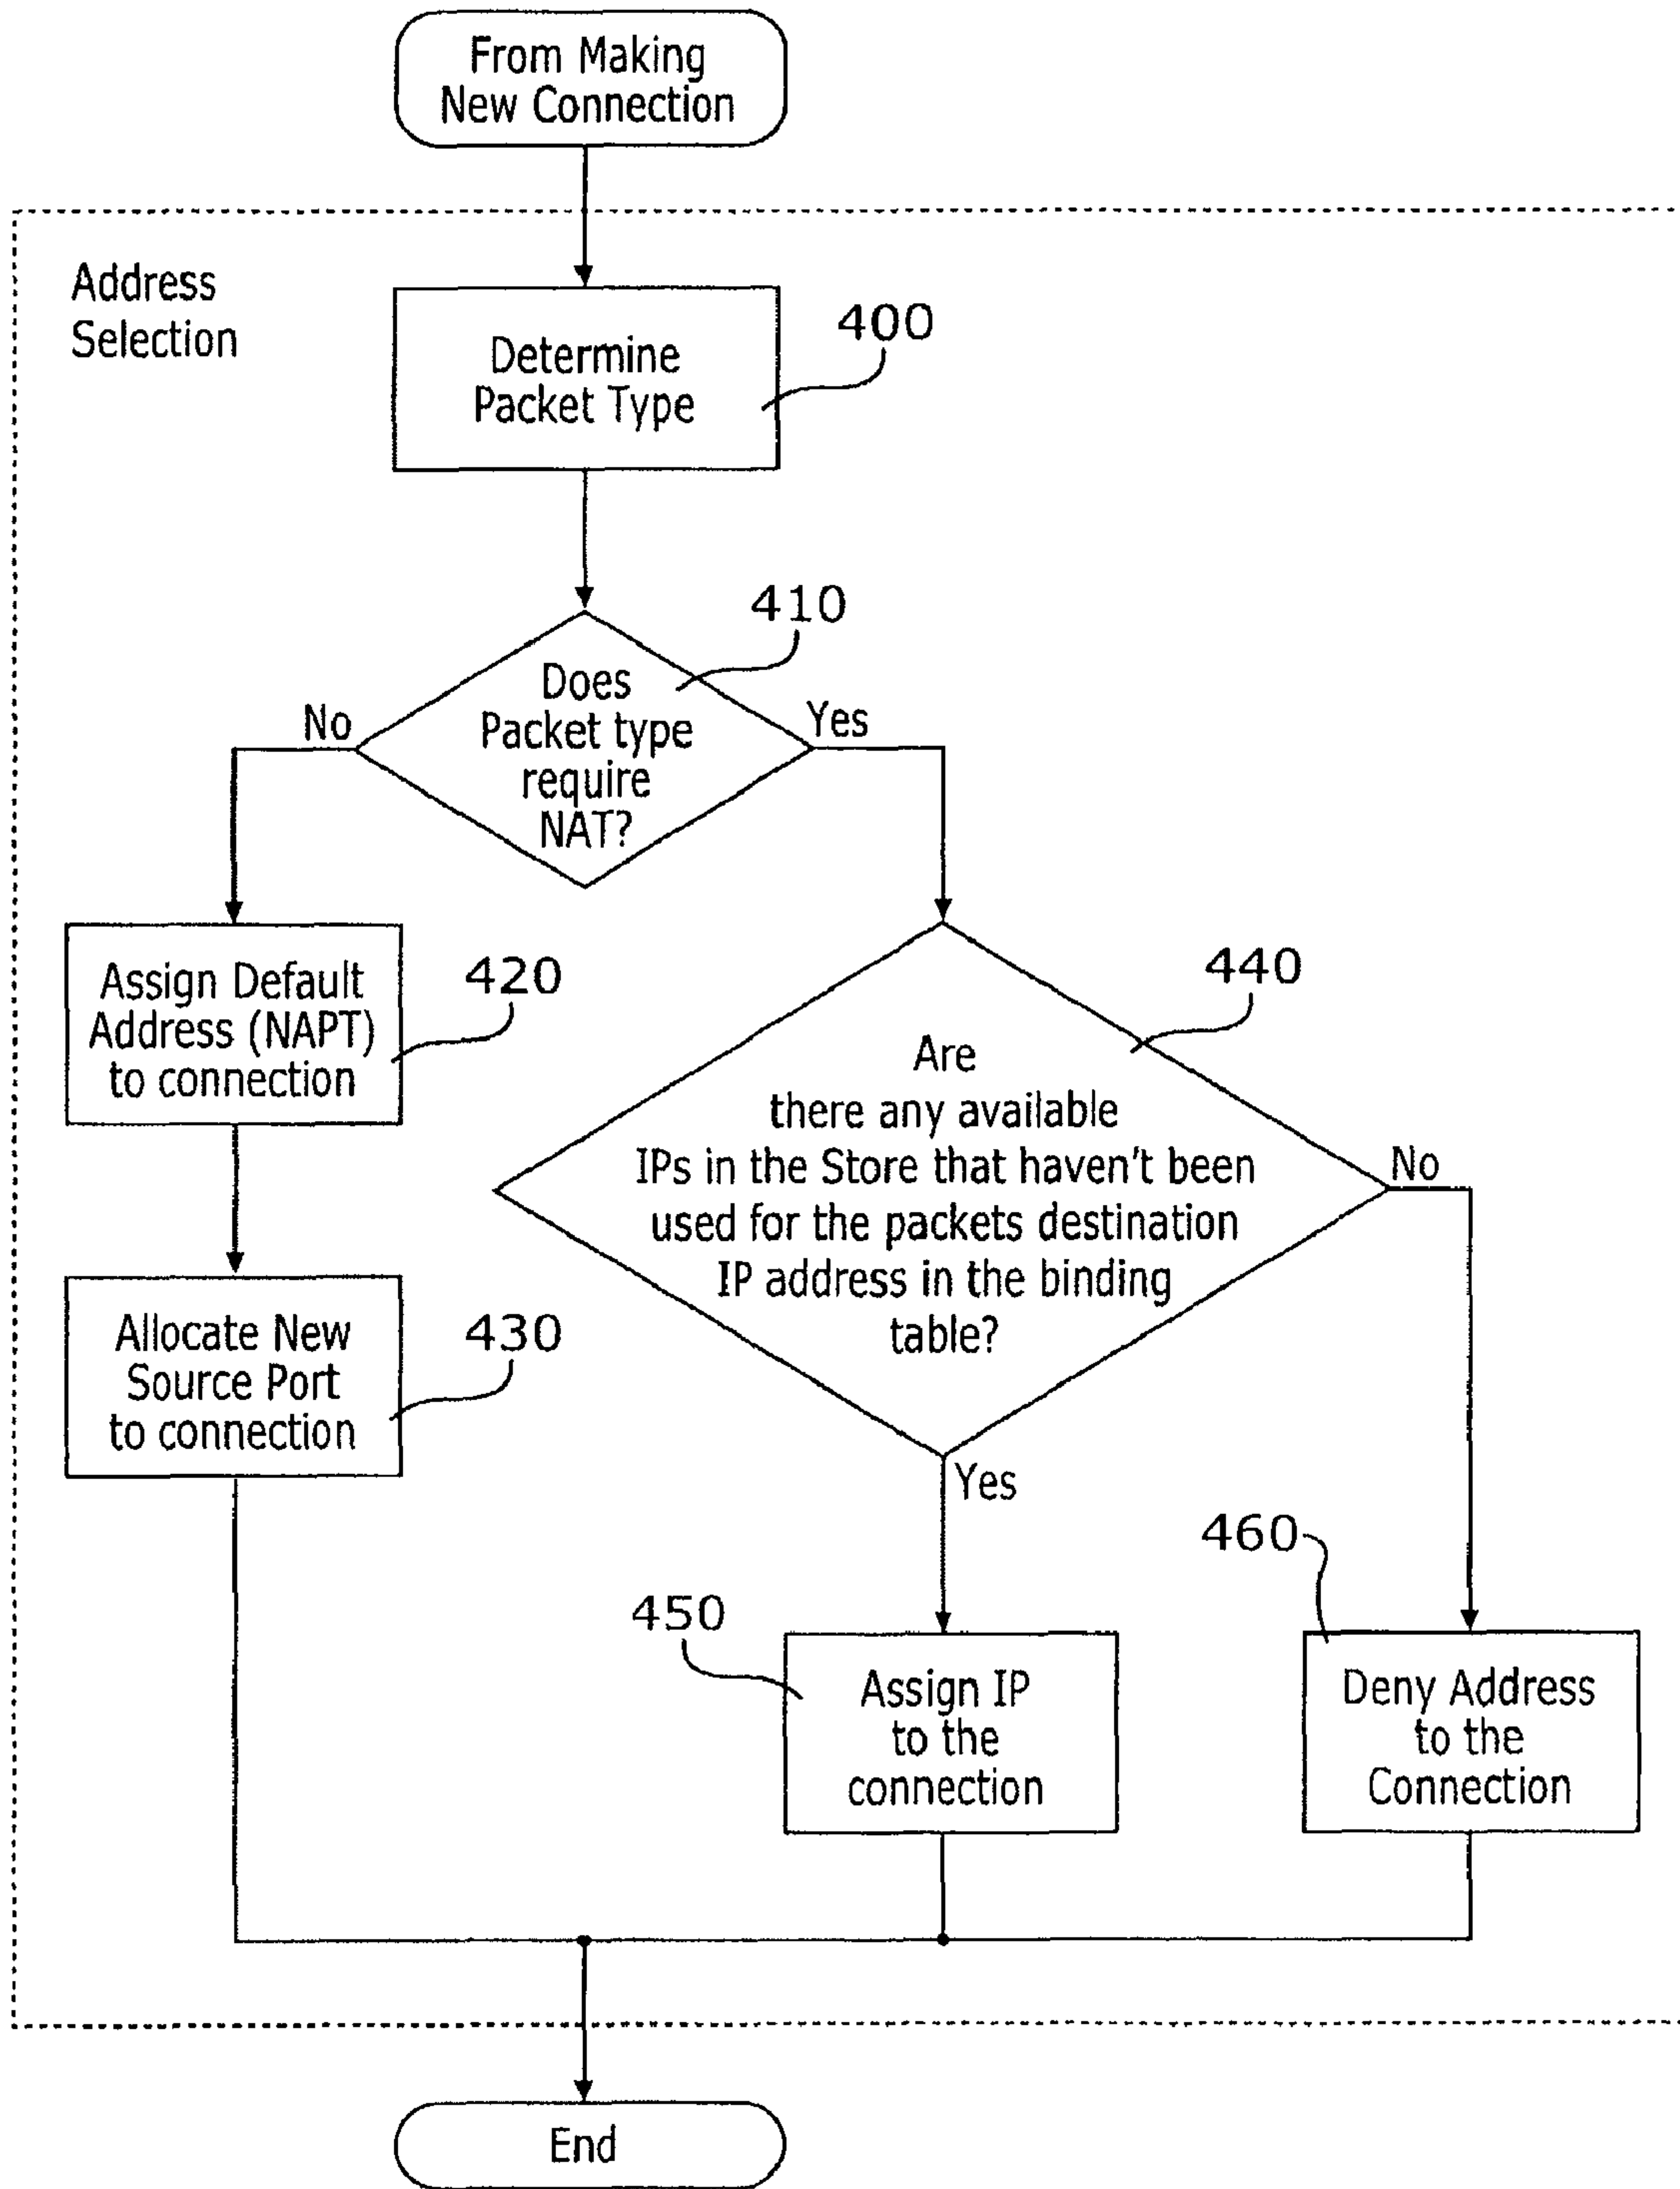 From Making
New Connection
Address
Selection
Determine
Packet Type
400
410
Does
Packet type
require
NAT?
No
Yes
Assign Default
Address (NAPT)
to connection
420
440
Are
there any available
IPs in the Store that haven't been
used for the packets destination
IP address in the binding
table?
No
Yes
Allocate New
Source Port
to connection
430
450
Assign IP
to the
connection
460
Deny Address
to the
Connection
End